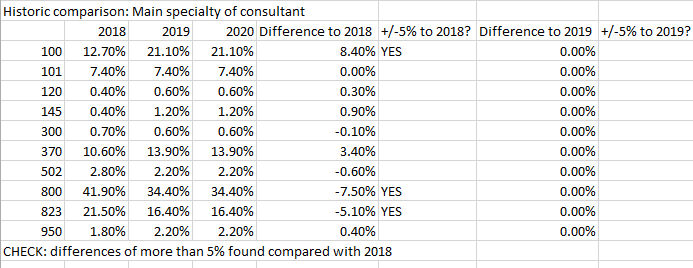 Historic comparison: Main specialty of consultant
2018 2019 2020 Difference to 2018 +/-5% to 2018? Difference to 2019 +/-5% to 2019?
100 12.70% 21.10% 21.10% 8.40% YES 0.00%
101 7.40% 7.40% 7.40% 0.00% 0.00%
120 0.40% 0.60% 0.60% 0.30% 0.00%
145 0.40% 1.20% 1.20% 0.90% 0.00%
300 0.70% 0.60% 0.60% -0.10% 0.00%
370 10.60% 13.90% 13.90% 3.40% 0.00%
502 2.80% 2.20% 2.20% -0.60% 0.00%
800 41.90% 34.40% 34.40% -7.50% YES 0.00%
823 21.50% 16.40% 16.40% -5.10% YES 0.00%
950 1.80% 2.20% 2.20% 0.40% 0.00%
CHECK: differences of more than 5% found compared with 2018